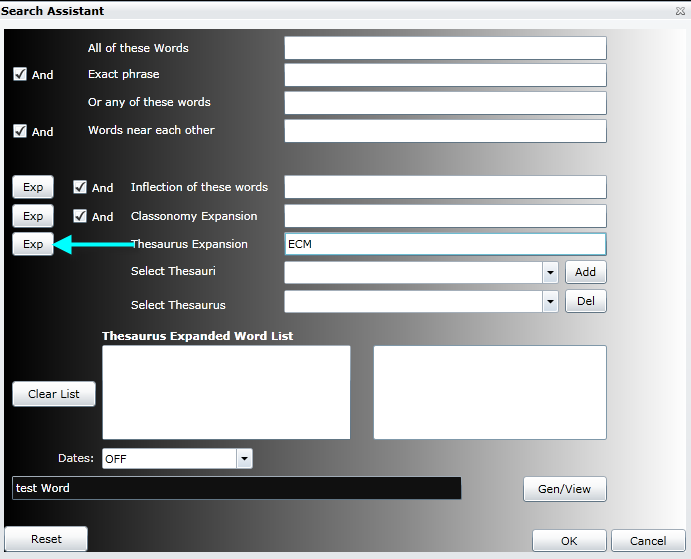 Search Assistant
All of these Words
And Exact phrase
Or any of these words
And Words near each other
Exp And Inflection of these words
Exp And Classonomy Expansion
Exp Thesaurus Expansion ECM
Select Thesauri Add
Select Thesaurus Del
Thesaurus Expanded Word List
Clear List
Dates: OFF
test Word Gen/View
Reset OK Cancel